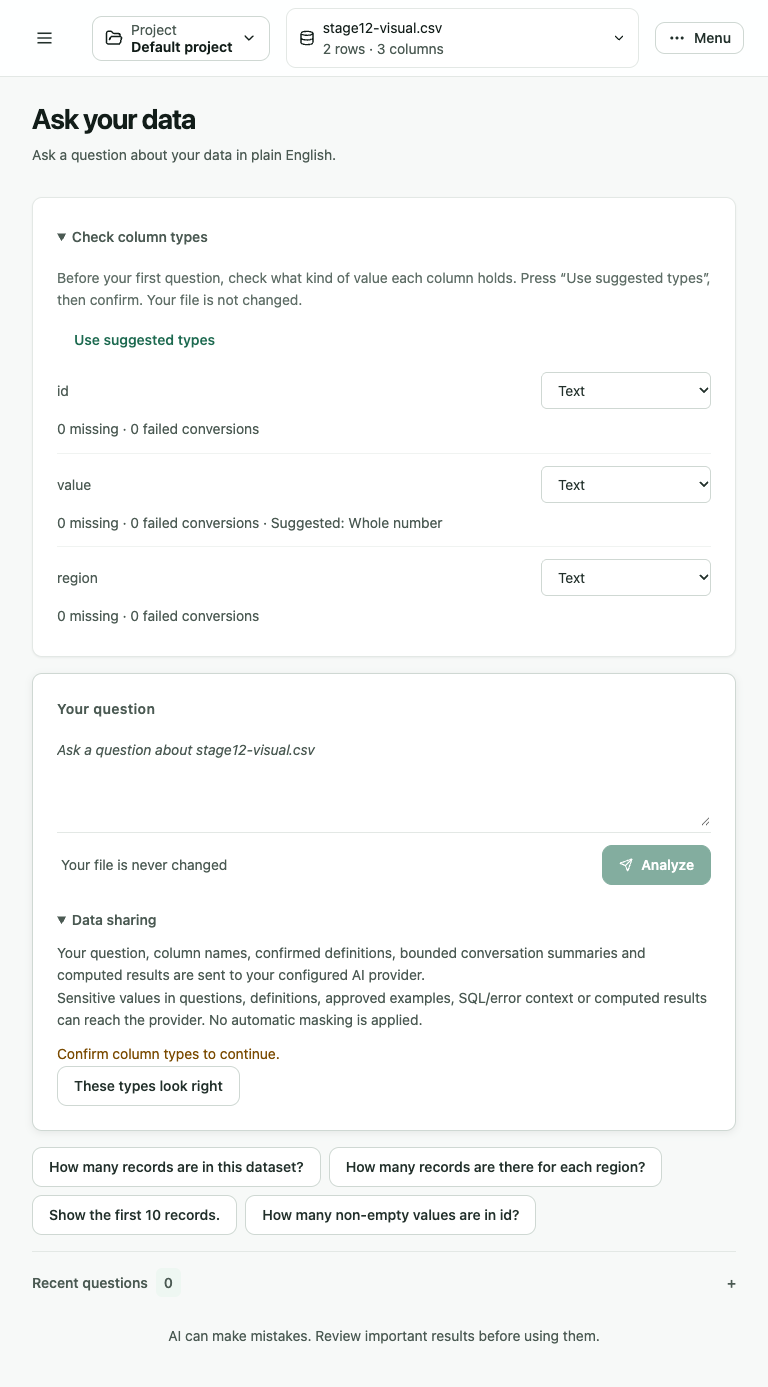 Project
Default project
stage12-visual.csv
2 rows · 3 columns
Menu
Ask your data
Ask a question about your data in plain English.
Check column types
Before your first question, check what kind of value each column holds. Press “Use suggested types”,
then confirm. Your file is not changed.
Use suggested types
id
Text
0 missing · 0 failed conversions
value
Text
0 missing · 0 failed conversions · Suggested: Whole number
region
Text
0 missing · 0 failed conversions
Your question
Ask a question about stage12-visual.csv
Your file is never changed
Analyze
Data sharing
Your question, column names, confirmed definitions, bounded conversation summaries and
computed results are sent to your configured AI provider.
Sensitive values in questions, definitions, approved examples, SQL/error context or computed results
can reach the provider. No automatic masking is applied.
Confirm column types to continue.
These types look right
How many records are in this dataset?
How many records are there for each region?
Show the first 10 records.
How many non-empty values are in id?
Recent questions 0
+
AI can make mistakes. Review important results before using them.